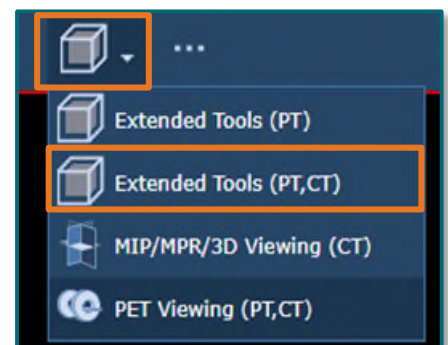 ...
Extended Tools (PT)
Extended Tools (PT,CT)
MIP/MPR/3D Viewing (CT)
PET Viewing (PT,CT)